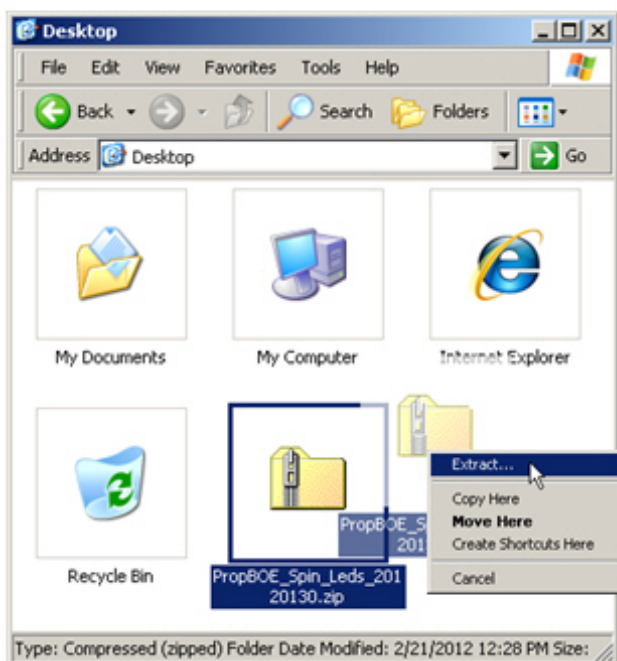 Desktop
File Edit View Favorites Tools Help
Back Search Folders
Address Desktop Go
My Documents My Computer Internet Explorer
Extract...
Copy Here
Move Here
Create Shortcuts Here
Cancel
PropBOE_S
201
Recycle Bin
PropBOE_Spin_Leds_201
20130.zip
Type: Compressed (zipped) Folder Date Modified: 2/21/2012 12:28 PM Size: